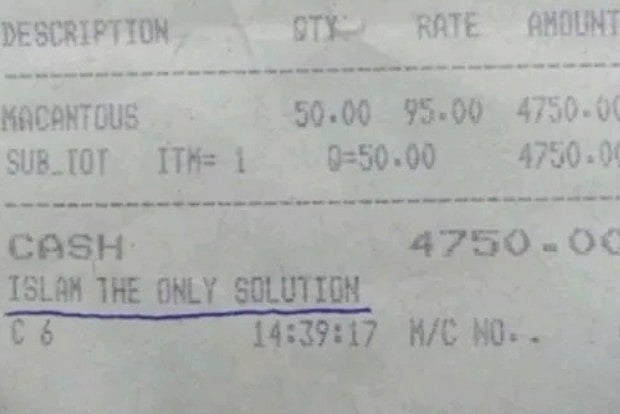 DESCRIPTION QTY RATE AMOUNT
MACANTOUS 50.00 95.00 4750.00
SUB_TOT ITM= 1 Q=50.00 4750.00
CASH 4750.00
ISLAM THE ONLY SOLUTION
C 6 14:39:17 M/C NO. .